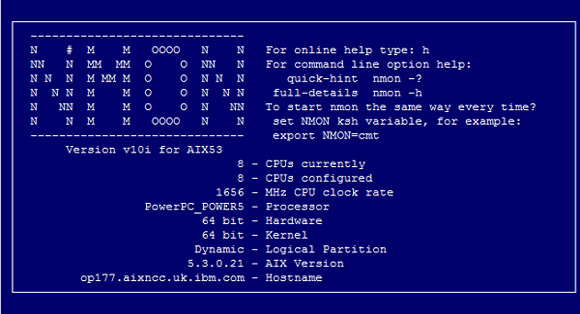 ------------------------------
N    #  M    M   OOOO   N    N   For online help type: h
NN   N  MM  MM  O    O  NN   N   For command line option help:
N N  N  M MM M  O    O  N N  N      quick-hint  nmon -?
N  N N  M    M  O    O  N  N N    full-details  nmon -h
N   NN  M    M  O    O  N   NN   To start nmon the same way every time?
N    N  M    M   OOOO   N    N    set NMON ksh variable, for example:
------------------------------    export NMON=cmt
Version v10i for AIX53
8 - CPUs currently
8 - CPUs configured
1656 - MHz CPU clock rate
PowerPC_POWER5 - Processor
64 bit - Hardware
64 bit - Kernel
Dynamic - Logical Partition
5.3.0.21 - AIX Version
op177.aixncc.uk.ibm.com - Hostname